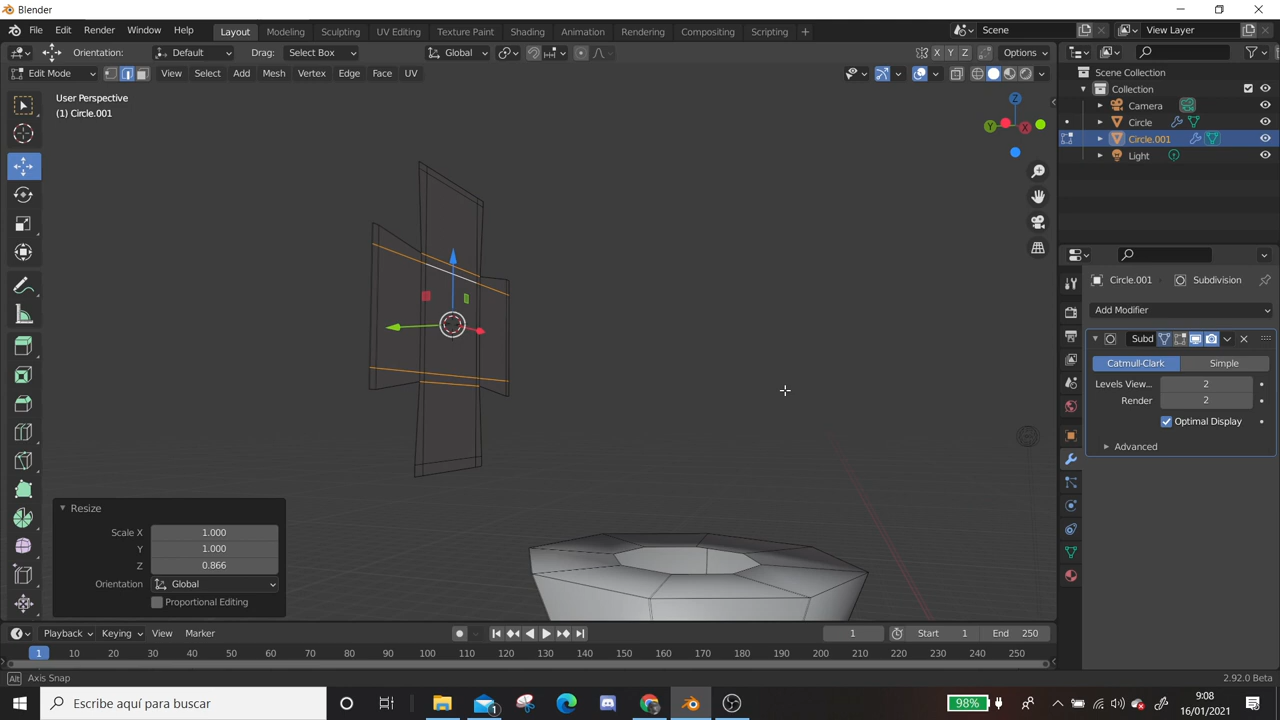 Blender
File Edit Render Window Help Layout Modeling Sculpting UV Editing Texture Paint Shading Animation Rendering Compositing Scripting + Scene View Layer
Orientation: Default Drag: Select Box Global X Y Z Options
Edit Mode View Select Add Mesh Vertex Edge Face UV
User Perspective
(1) Circle.001
Z
Y X
Scene Collection
Collection
Camera
Circle
Circle.001
Light
Circle.001 Subdivision
Add Modifier
Subd
Catmull-Clark Simple
Levels View... 2
Render 2
Optimal Display
Advanced
Resize
Scale X 1.000
Y 1.000
Z 0.866
Orientation Global
Proportional Editing
Playback Keying View Marker 1 Start 1 End 250
1 10 20 30 40 50 60 70 80 90 100 110 120 130 140 150 160 170 180 190 200 210 220 230 240 250
Alt Axis Snap 2.92.0 Beta
Escribe aquí para buscar 1 98% 9:08
16/01/2021